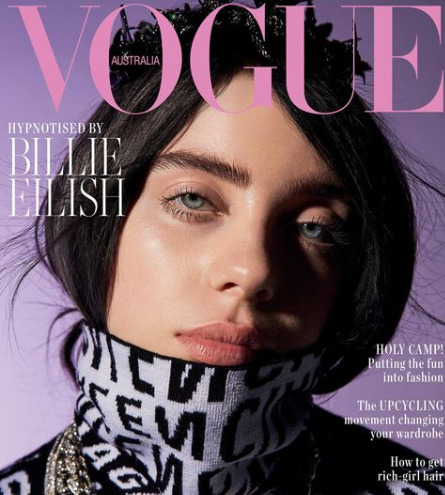 VOGUE
AUSTRALIA
HYPNOTISED BY
BILLIE
EILISH
HOLY CAMP!
Putting the fun
into fashion
The UPCYCLING
movement changing
your wardrobe
How to get
rich-girl hair